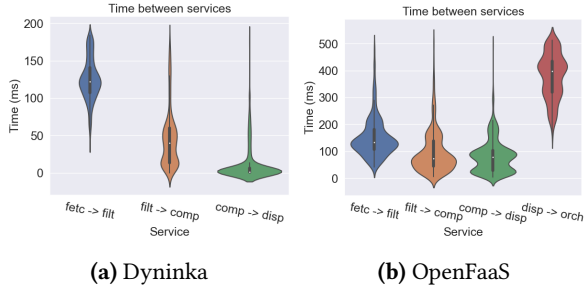 Time between services
200
150
100
50
0
Time (ms)
fetc -> filt
filt -> comp
comp -> disp
Service
(a) Dyninka
Time between services
500
400
300
200
100
0
Time (ms)
fetc -> filt
filt -> comp
comp -> disp
disp -> orch
Service
(b) OpenFaaS